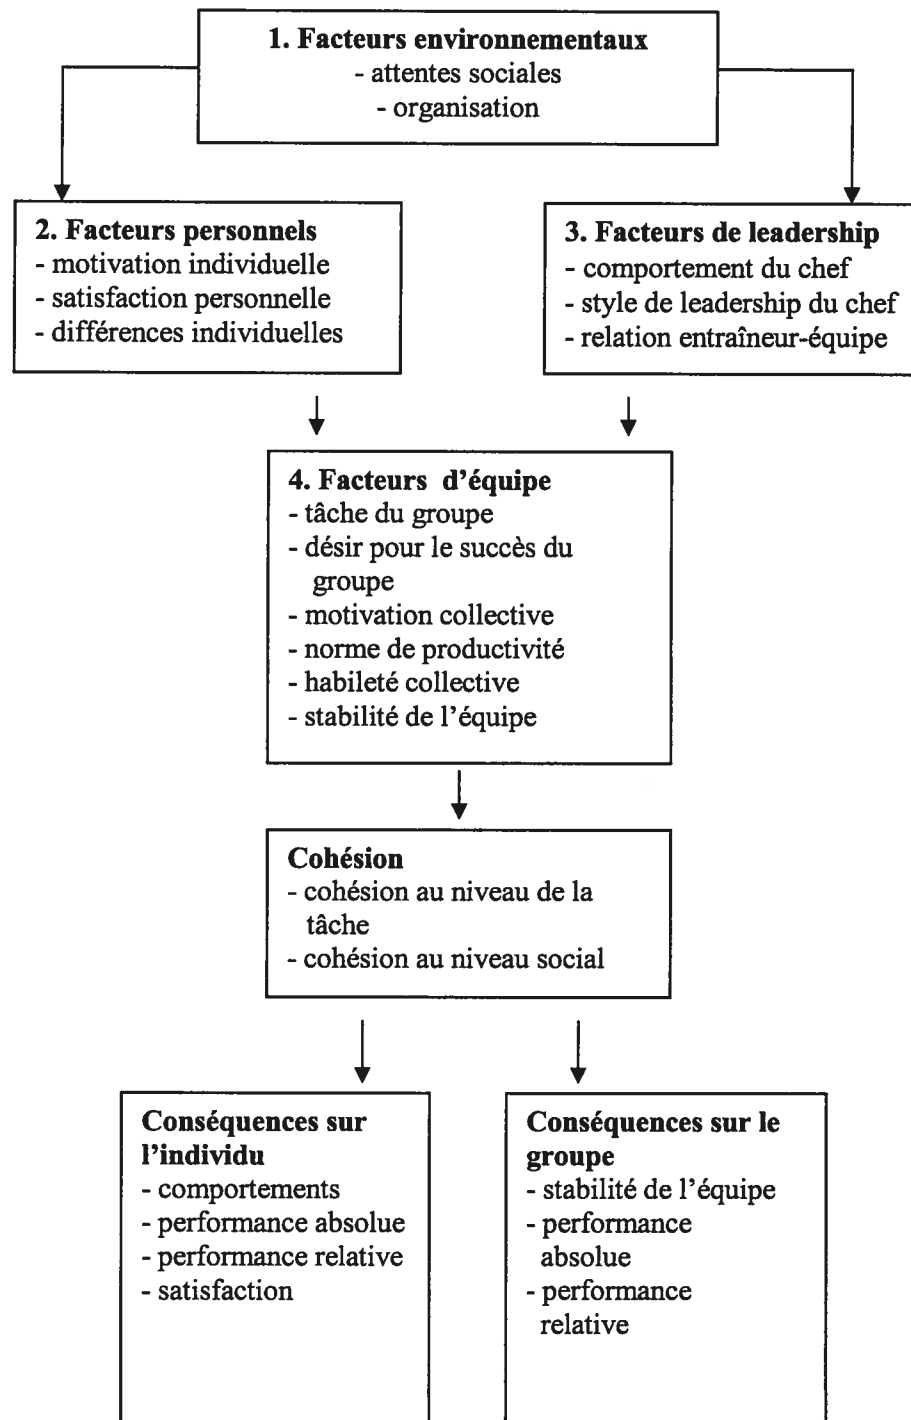 1. Facteurs environnementaux
- attentes sociales
- organisation
2. Facteurs personnels
- motivation individuelle
- satisfaction personnelle
- différences individuelles
3. Facteurs de leadership
- comportement du chef
- style de leadership du chef
- relation entraîneur-équipe
4. Facteurs d'équipe
- tâche du groupe
- désir pour le succès du
groupe
- motivation collective
- norme de productivité
- habileté collective
- stabilité de l'équipe
Cohésion
- cohésion au niveau de la
tâche
- cohésion au niveau social
Conséquences sur
l'individu
- comportements
- performance absolue
- performance relative
- satisfaction
Conséquences sur le
groupe
- stabilité de l'équipe
- performance
absolue
- performance
relative